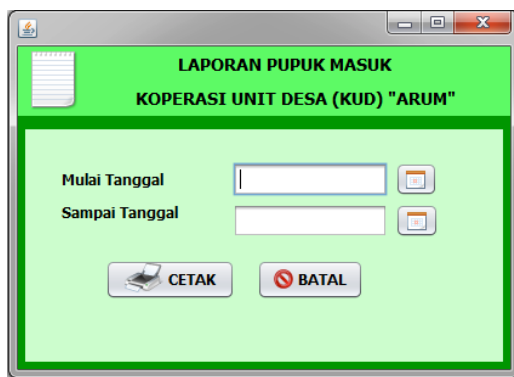 LAPORAN PUPUK MASUK
KOPERASI UNIT DESA (KUD) "ARUM"
Mulai Tanggal
Sampai Tanggal
CETAK
BATAL